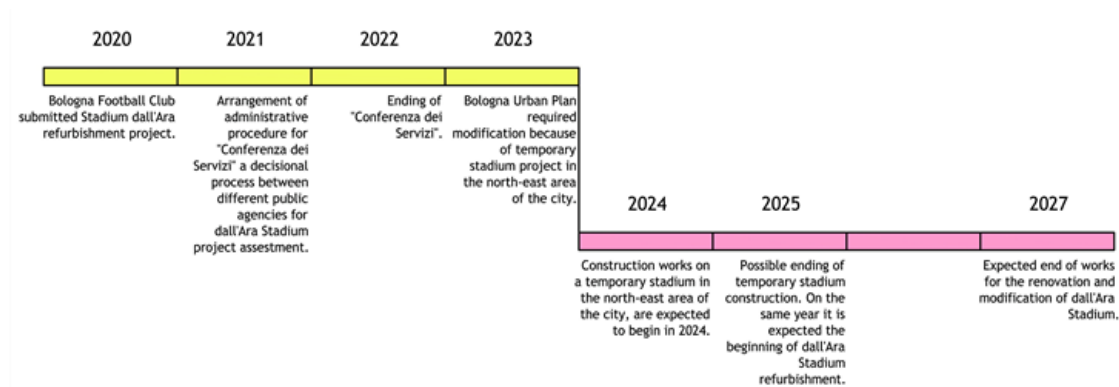 2020
2021
2022
2023
Bologna Football Club
submitted Stadium dall'Ara
refurbishment project.
Arrangement of
administrative
procedure for
"Conferenza dei
Servizi" a decisional
process between
different public
agencies for
dall'Ara Stadium
project assestment.
Ending of
"Conferenza dei
Servizi".
Bologna Urban Plan
required
modification because
of temporary
stadium project in
the north-east area
of the city.
2024
2025
2027
Construction works on
a temporary stadium in
the north-east area of
the city, are expected
to begin in 2024.
Possible ending of
temporary stadium
construction. On the
same year it is
expected the
beginning of dall'Ara
Stadium
refurbishment.
Expected end of works
for the renovation and
modification of dall'Ara
Stadium.